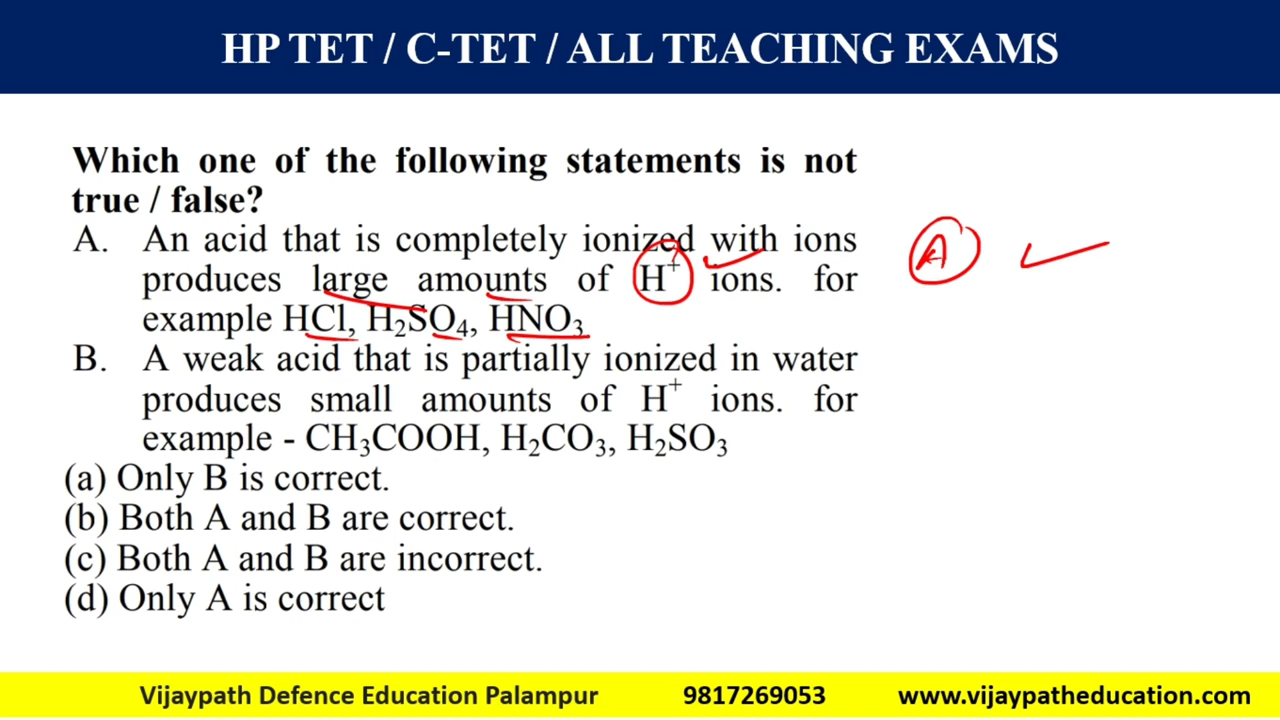 HP TET / C-TET / ALL TEACHING EXAMS
Which one of the following statements is not
true / false?
A. An acid that is completely ionized with ions
produces large amounts of H⁺ ions. for
example HCl, H₂SO₄, HNO₃
A
B. A weak acid that is partially ionized in water
produces small amounts of H⁺ ions. for
example - CH₃COOH, H₂CO₃, H₂SO₃
(a) Only B is correct.
(b) Both A and B are correct.
(c) Both A and B are incorrect.
(d) Only A is correct
Vijaypath Defence Education Palampur 9817269053 www.vijaypatheducation.com